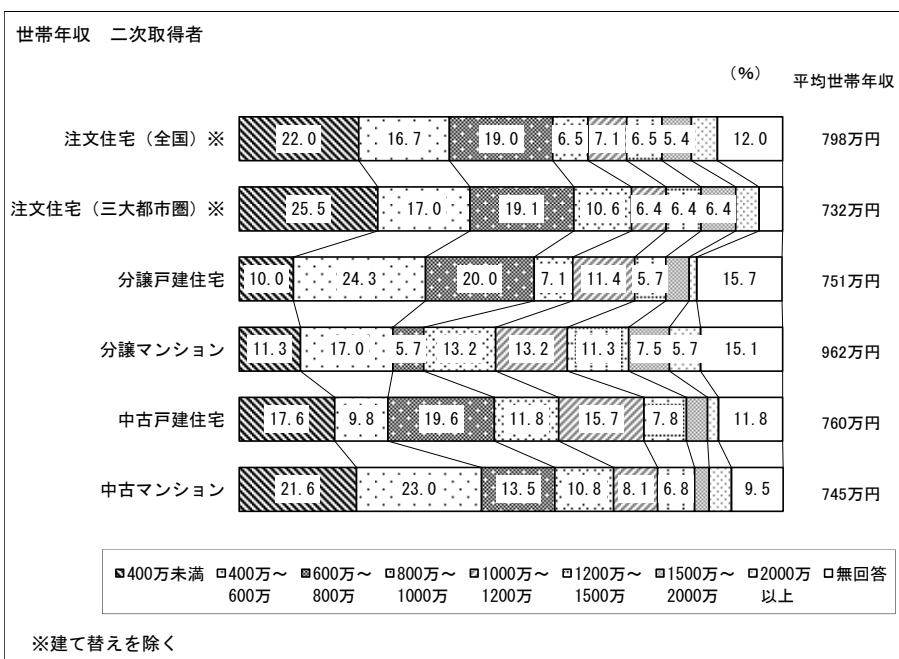 世帯年収　二次取得者
（%）
平均世帯年収
注文住宅（全国）※ 22.0 16.7 19.0 6.5 7.1 6.5 5.4 12.0 798万円
注文住宅（三大都市圏）※ 25.5 17.0 19.1 10.6 6.4 6.4 6.4 732万円
分譲戸建住宅 10.0 24.3 20.0 7.1 11.4 5.7 15.7 751万円
分譲マンション 11.3 17.0 5.7 13.2 13.2 11.3 7.5 5.7 15.1 962万円
中古戸建住宅 17.6 9.8 19.6 11.8 15.7 7.8 11.8 760万円
中古マンション 21.6 23.0 13.5 10.8 8.1 6.8 9.5 745万円
400万未満 400万～ 600万～ 800万～ 1000万～ 1200万～ 1500万～ 2000万 無回答
600万 800万 1000万 1200万 1500万 2000万 以上
※建て替えを除く